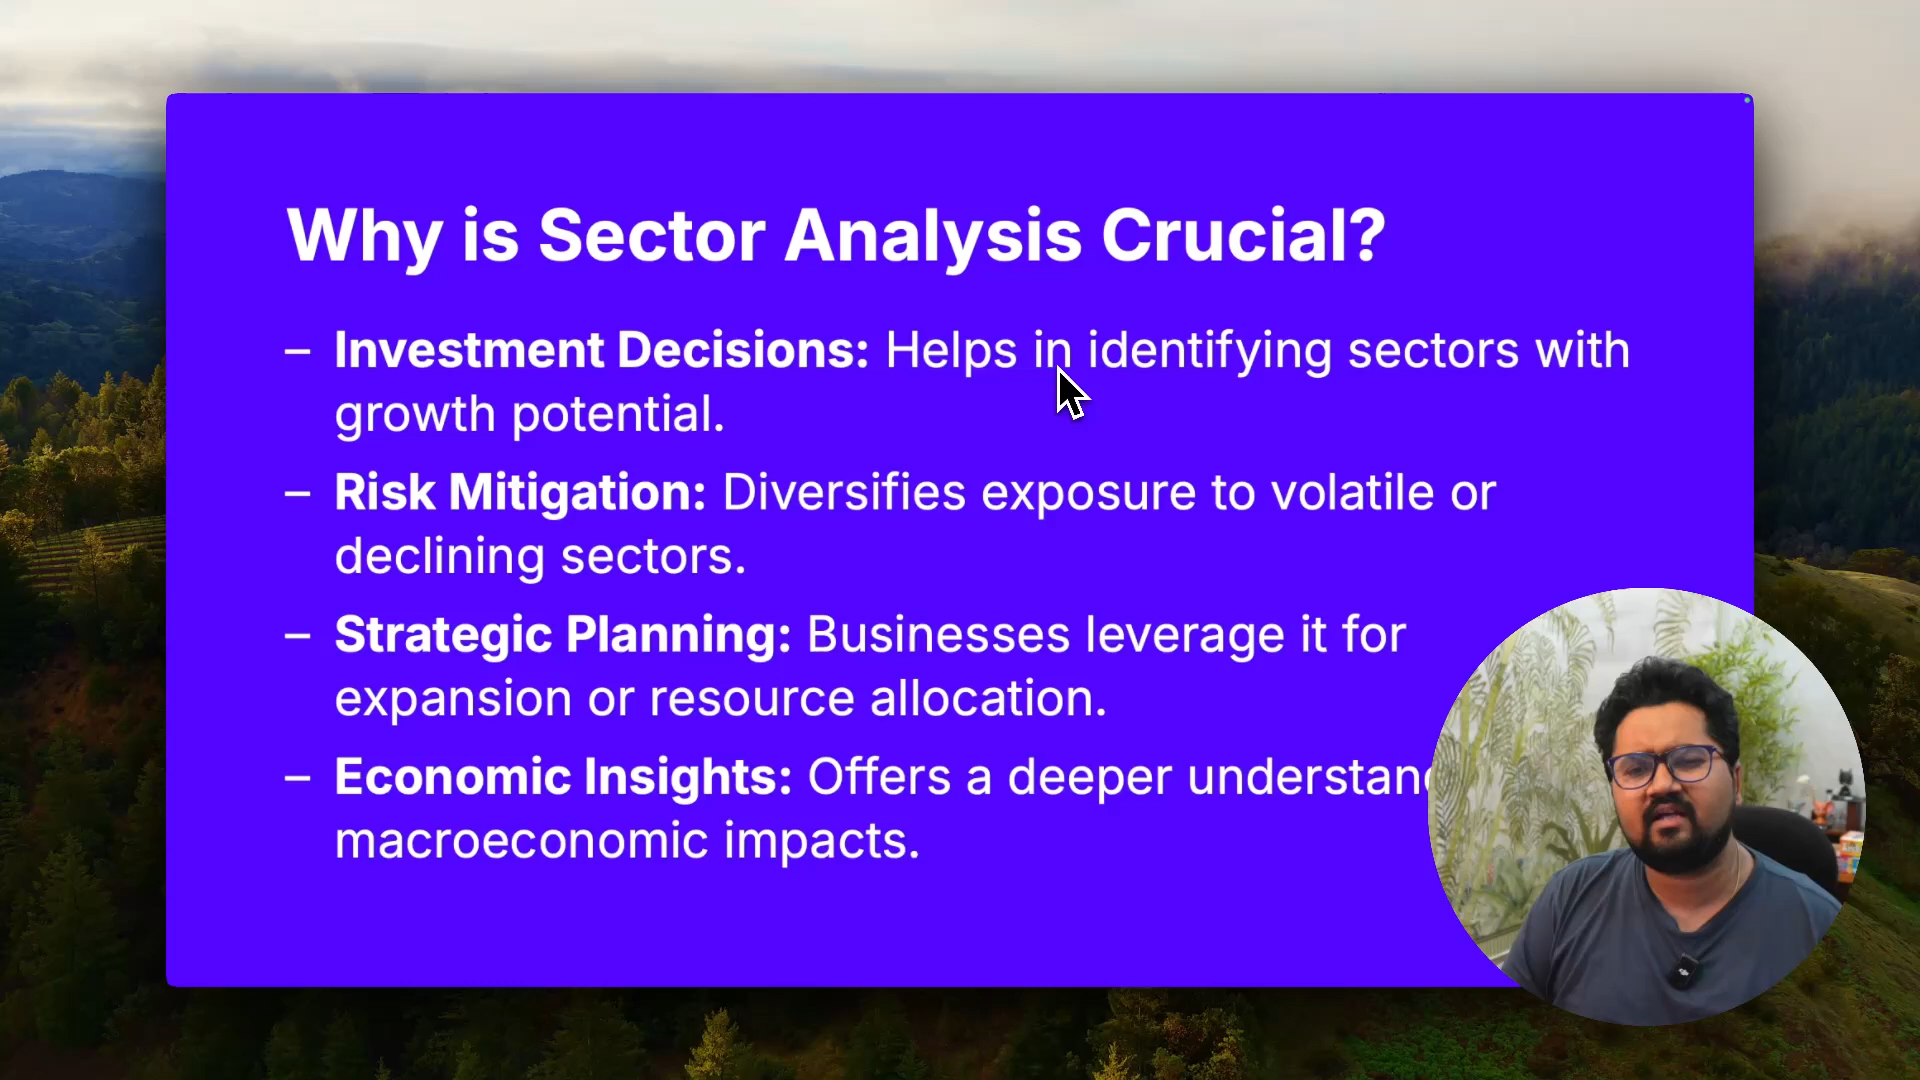 Why is Sector Analysis Crucial?
– Investment Decisions: Helps in identifying sectors with
growth potential.
– Risk Mitigation: Diversifies exposure to volatile or
declining sectors.
– Strategic Planning: Businesses leverage it for
expansion or resource allocation.
– Economic Insights: Offers a deeper
macroeconomic impacts.